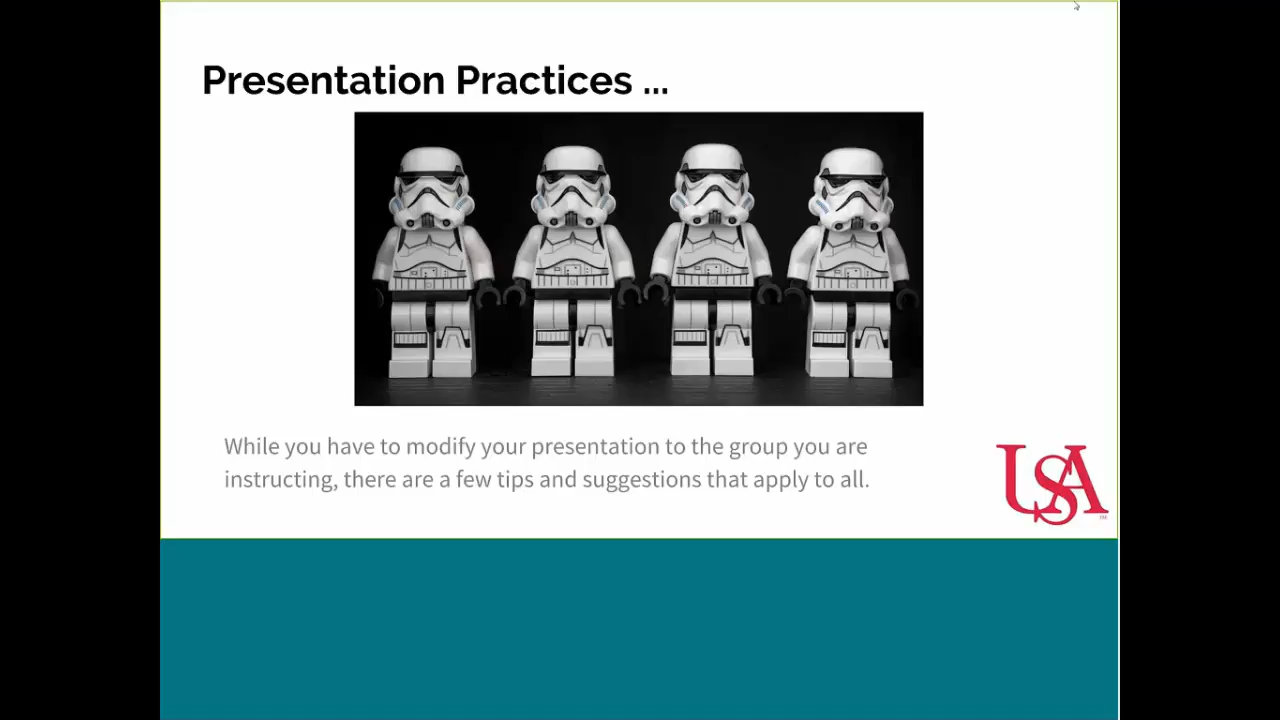 Presentation Practices ...
While you have to modify your presentation to the group you are
instructing, there are a few tips and suggestions that apply to all.
USA
TM